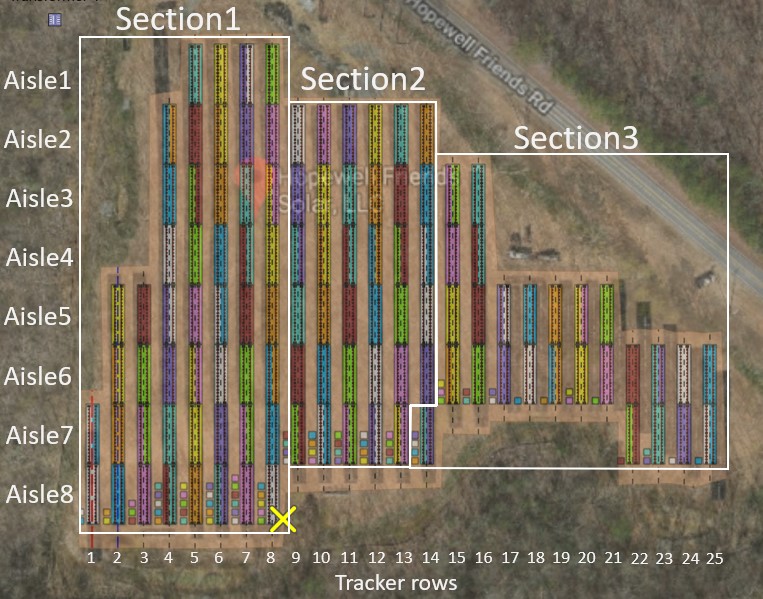 Section1
Hopewell Friends Rd
Aisle1
Section2
Aisle2
Section3
Aisle3
Hopewell Friends
Solar, LLC
Aisle4
Aisle5
Aisle6
Aisle7
Aisle8
1 2 3 4 5 6 7 8 9 10 11 12 13 14 15 16 17 18 19 20 21 22 23 24 25
Tracker rows